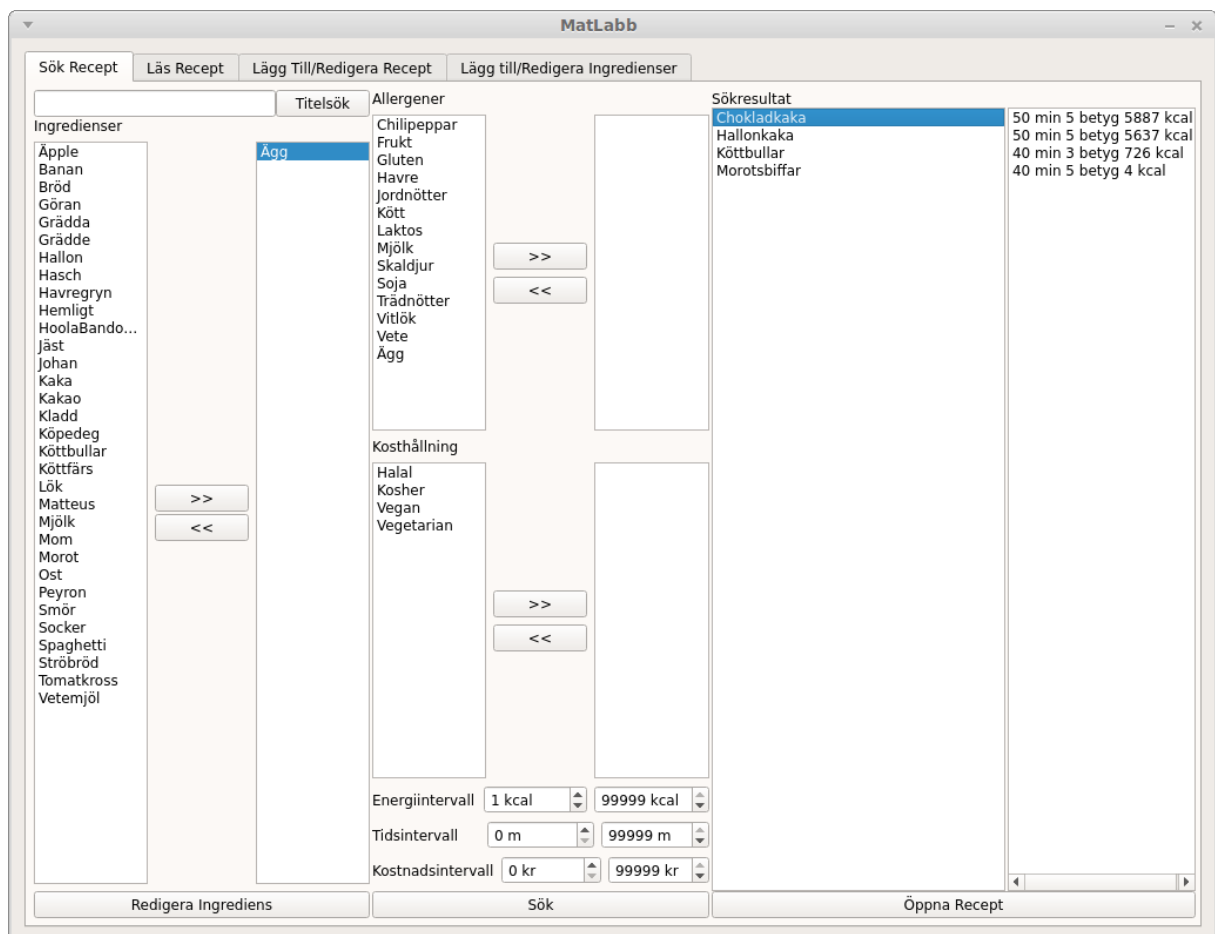 MatLabb
Sök Recept
Läs Recept
Lägg Till/Redigera Recept
Lägg till/Redigera Ingredienser
Titelsök
Ingredienser
Äpple
Banan
Bröd
Göran
Grädda
Grädde
Hallon
Hasch
Havregryn
Hemligt
HoolaBando...
Jäst
Johan
Kaka
Kakao
Kladd
Köpedeg
Köttbullar
Köttfärs
Lök
Matteus
Mjölk
Mom
Morot
Ost
Peyron
Smör
Socker
Spaghetti
Ströbröd
Tomatkross
Vetemjöl
>>
<<
Ägg
Redigera Ingrediens
Allergener
Chilipeppar
Frukt
Gluten
Havre
Jordnötter
Kött
Laktos
Mjölk
Skaldjur
Soja
Trädnötter
Vitlök
Vete
Ägg
>>
<<
Kosthållning
Halal
Kosher
Vegan
Vegetarian
>>
<<
Energiintervall 1 kcal 99999 kcal
Tidsintervall 0 m 99999 m
Kostnadsintervall 0 kr 99999 kr
Sök
Sökresultat
Chokladkaka 50 min 5 betyg 5887 kcal
Hallonkaka 50 min 5 betyg 5637 kcal
Köttbullar 40 min 3 betyg 726 kcal
Morotsbiffar 40 min 5 betyg 4 kcal
Öppna Recept